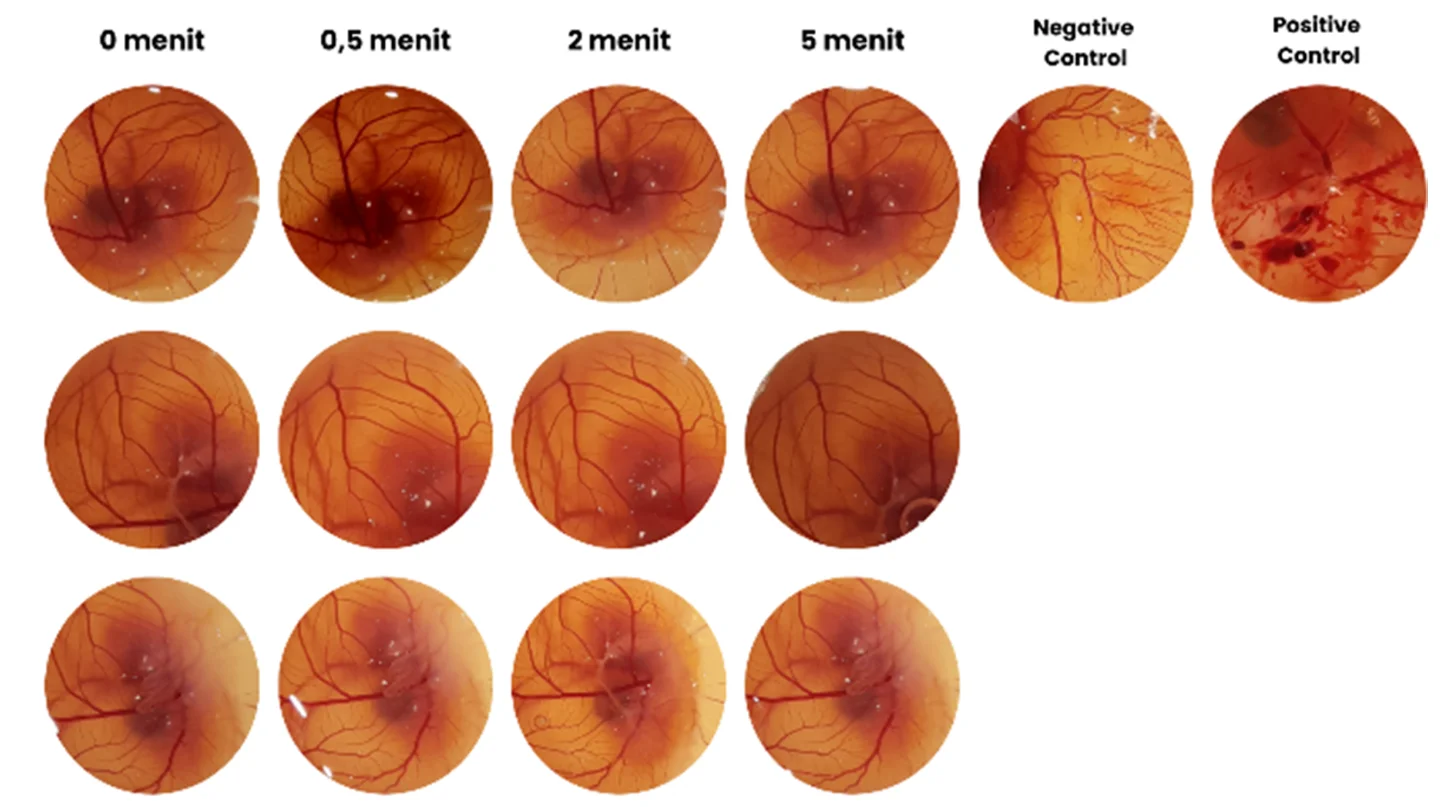 0 menit
0,5 menit
2 menit
5 menit
Negative
Control
Positive
Control